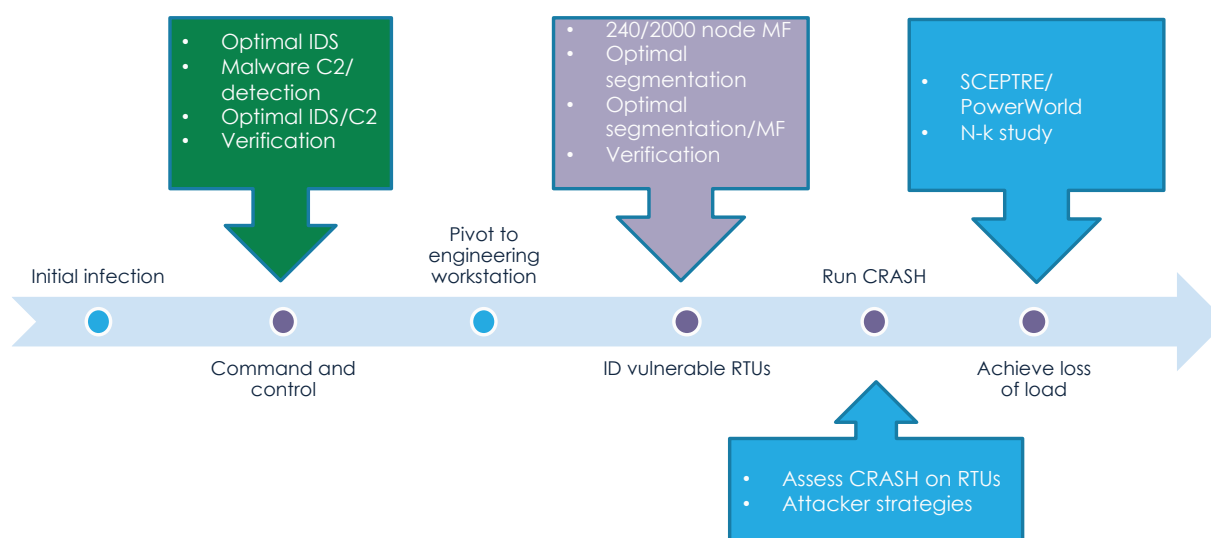 • Optimal IDS
• Malware C2/
detection
• Optimal IDS/C2
• Verification
• 240/2000 node MF
• Optimal
segmentation
• Optimal
segmentation/MF
• Verification
• SCEPTRE/
PowerWorld
• N-k study
Initial infection
Pivot to
engineering
workstation
Run CRASH
Command and
control
ID vulnerable RTUs
Achieve loss
of load
• Assess CRASH on RTUs
• Attacker strategies